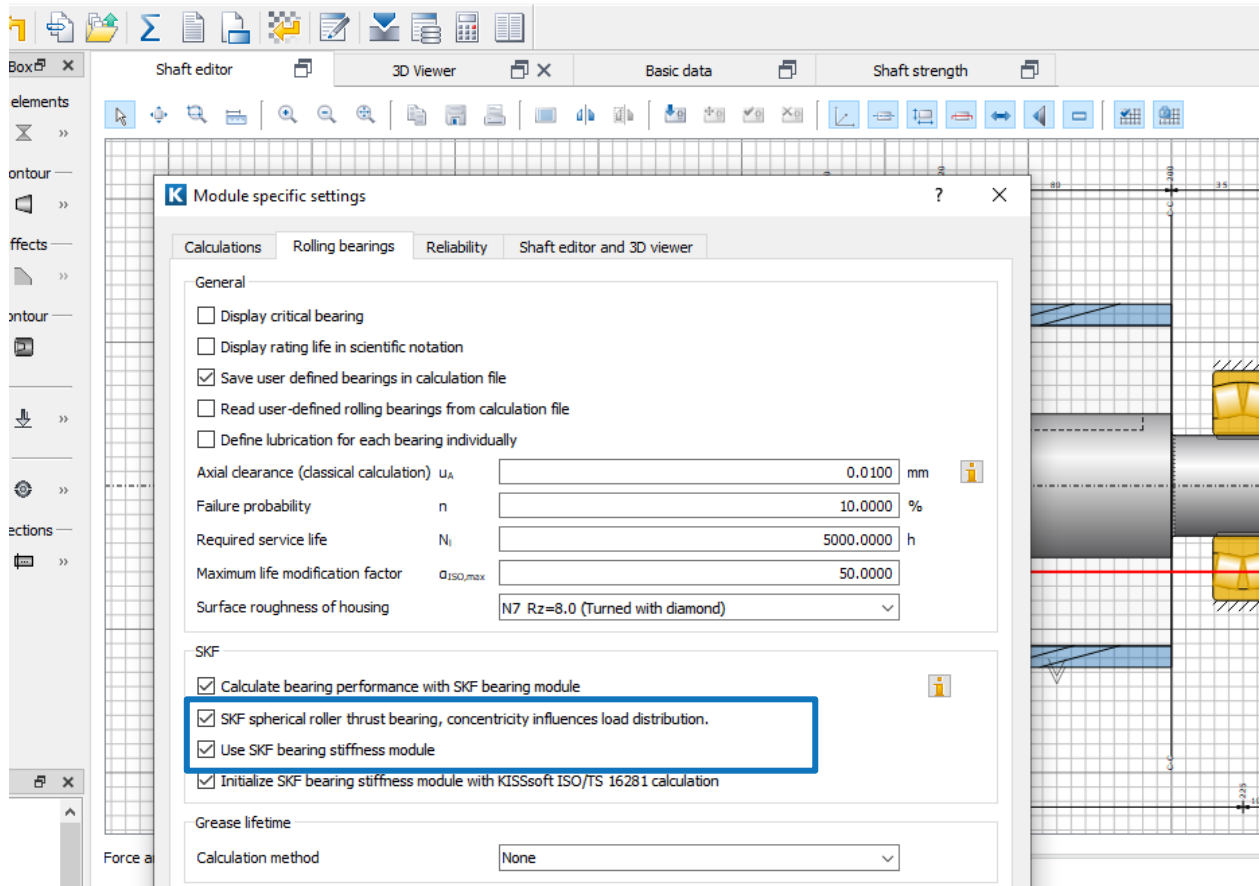 Box
Shaft editor
3D Viewer
Basic data
Shaft strength
elements
ontour
ffects
ontour
ections
K Module specific settings
?
Calculations
Rolling bearings
Reliability
Shaft editor and 3D viewer
General
Display critical bearing
Display rating life in scientific notation
Save user defined bearings in calculation file
Read user-defined rolling bearings from calculation file
Define lubrication for each bearing individually
Axial clearance (classical calculation) uA 0.0100 mm
Failure probability n 10.0000 %
Required service life Nl 5000.0000 h
Maximum life modification factor aISO,max 50.0000
Surface roughness of housing N7 Rz=8.0 (Turned with diamond)
SKF
Calculate bearing performance with SKF bearing module
SKF spherical roller thrust bearing, concentricity influences load distribution.
Use SKF bearing stiffness module
Initialize SKF bearing stiffness module with KISSsoft ISO/TS 16281 calculation
Grease lifetime
Calculation method None
Force a
80
200
35
C-C
225